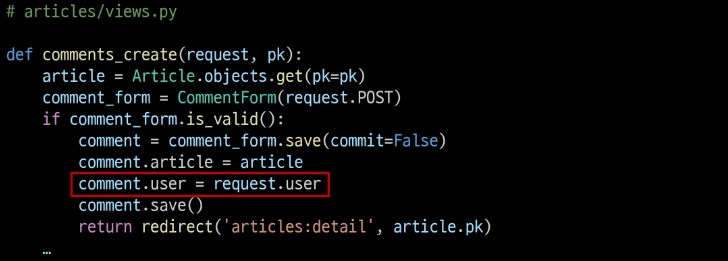 # articles/views.py
def comments_create(request, pk):
    article = Article.objects.get(pk=pk)
    comment_form = CommentForm(request.POST)
    if comment_form.is_valid():
        comment = comment_form.save(commit=False)
        comment.article = article
        comment.user = request.user
        comment.save()
        return redirect('articles:detail', article.pk)
    …